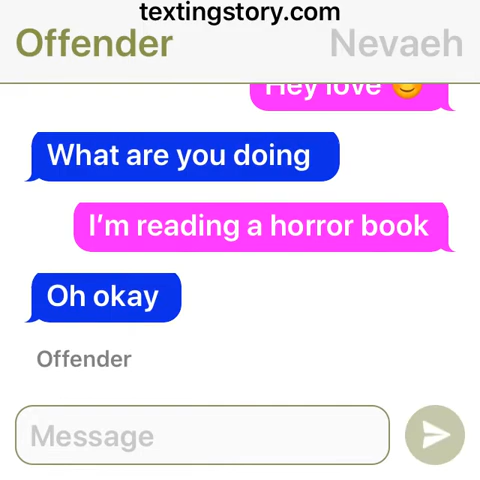 textingstory.com
Offender Nevaeh
Hey love 😊
What are you doing
I'm reading a horror book
Oh okay
Offender
Message